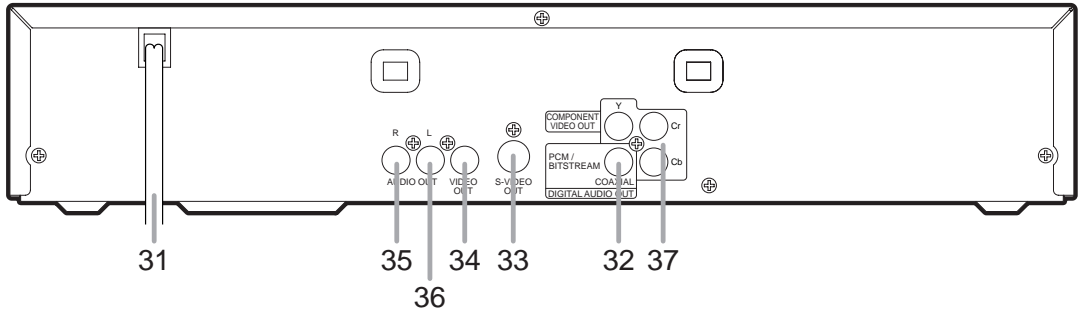 Y
COMPONENT
VIDEO OUT
Cr
R L
PCM /
BITSTREAM
Cb
AUDIO OUT
VIDEO
OUT
S-VIDEO
OUT
COAXIAL
DIGITAL AUDIO OUT
31
35
36
34
33
32
37